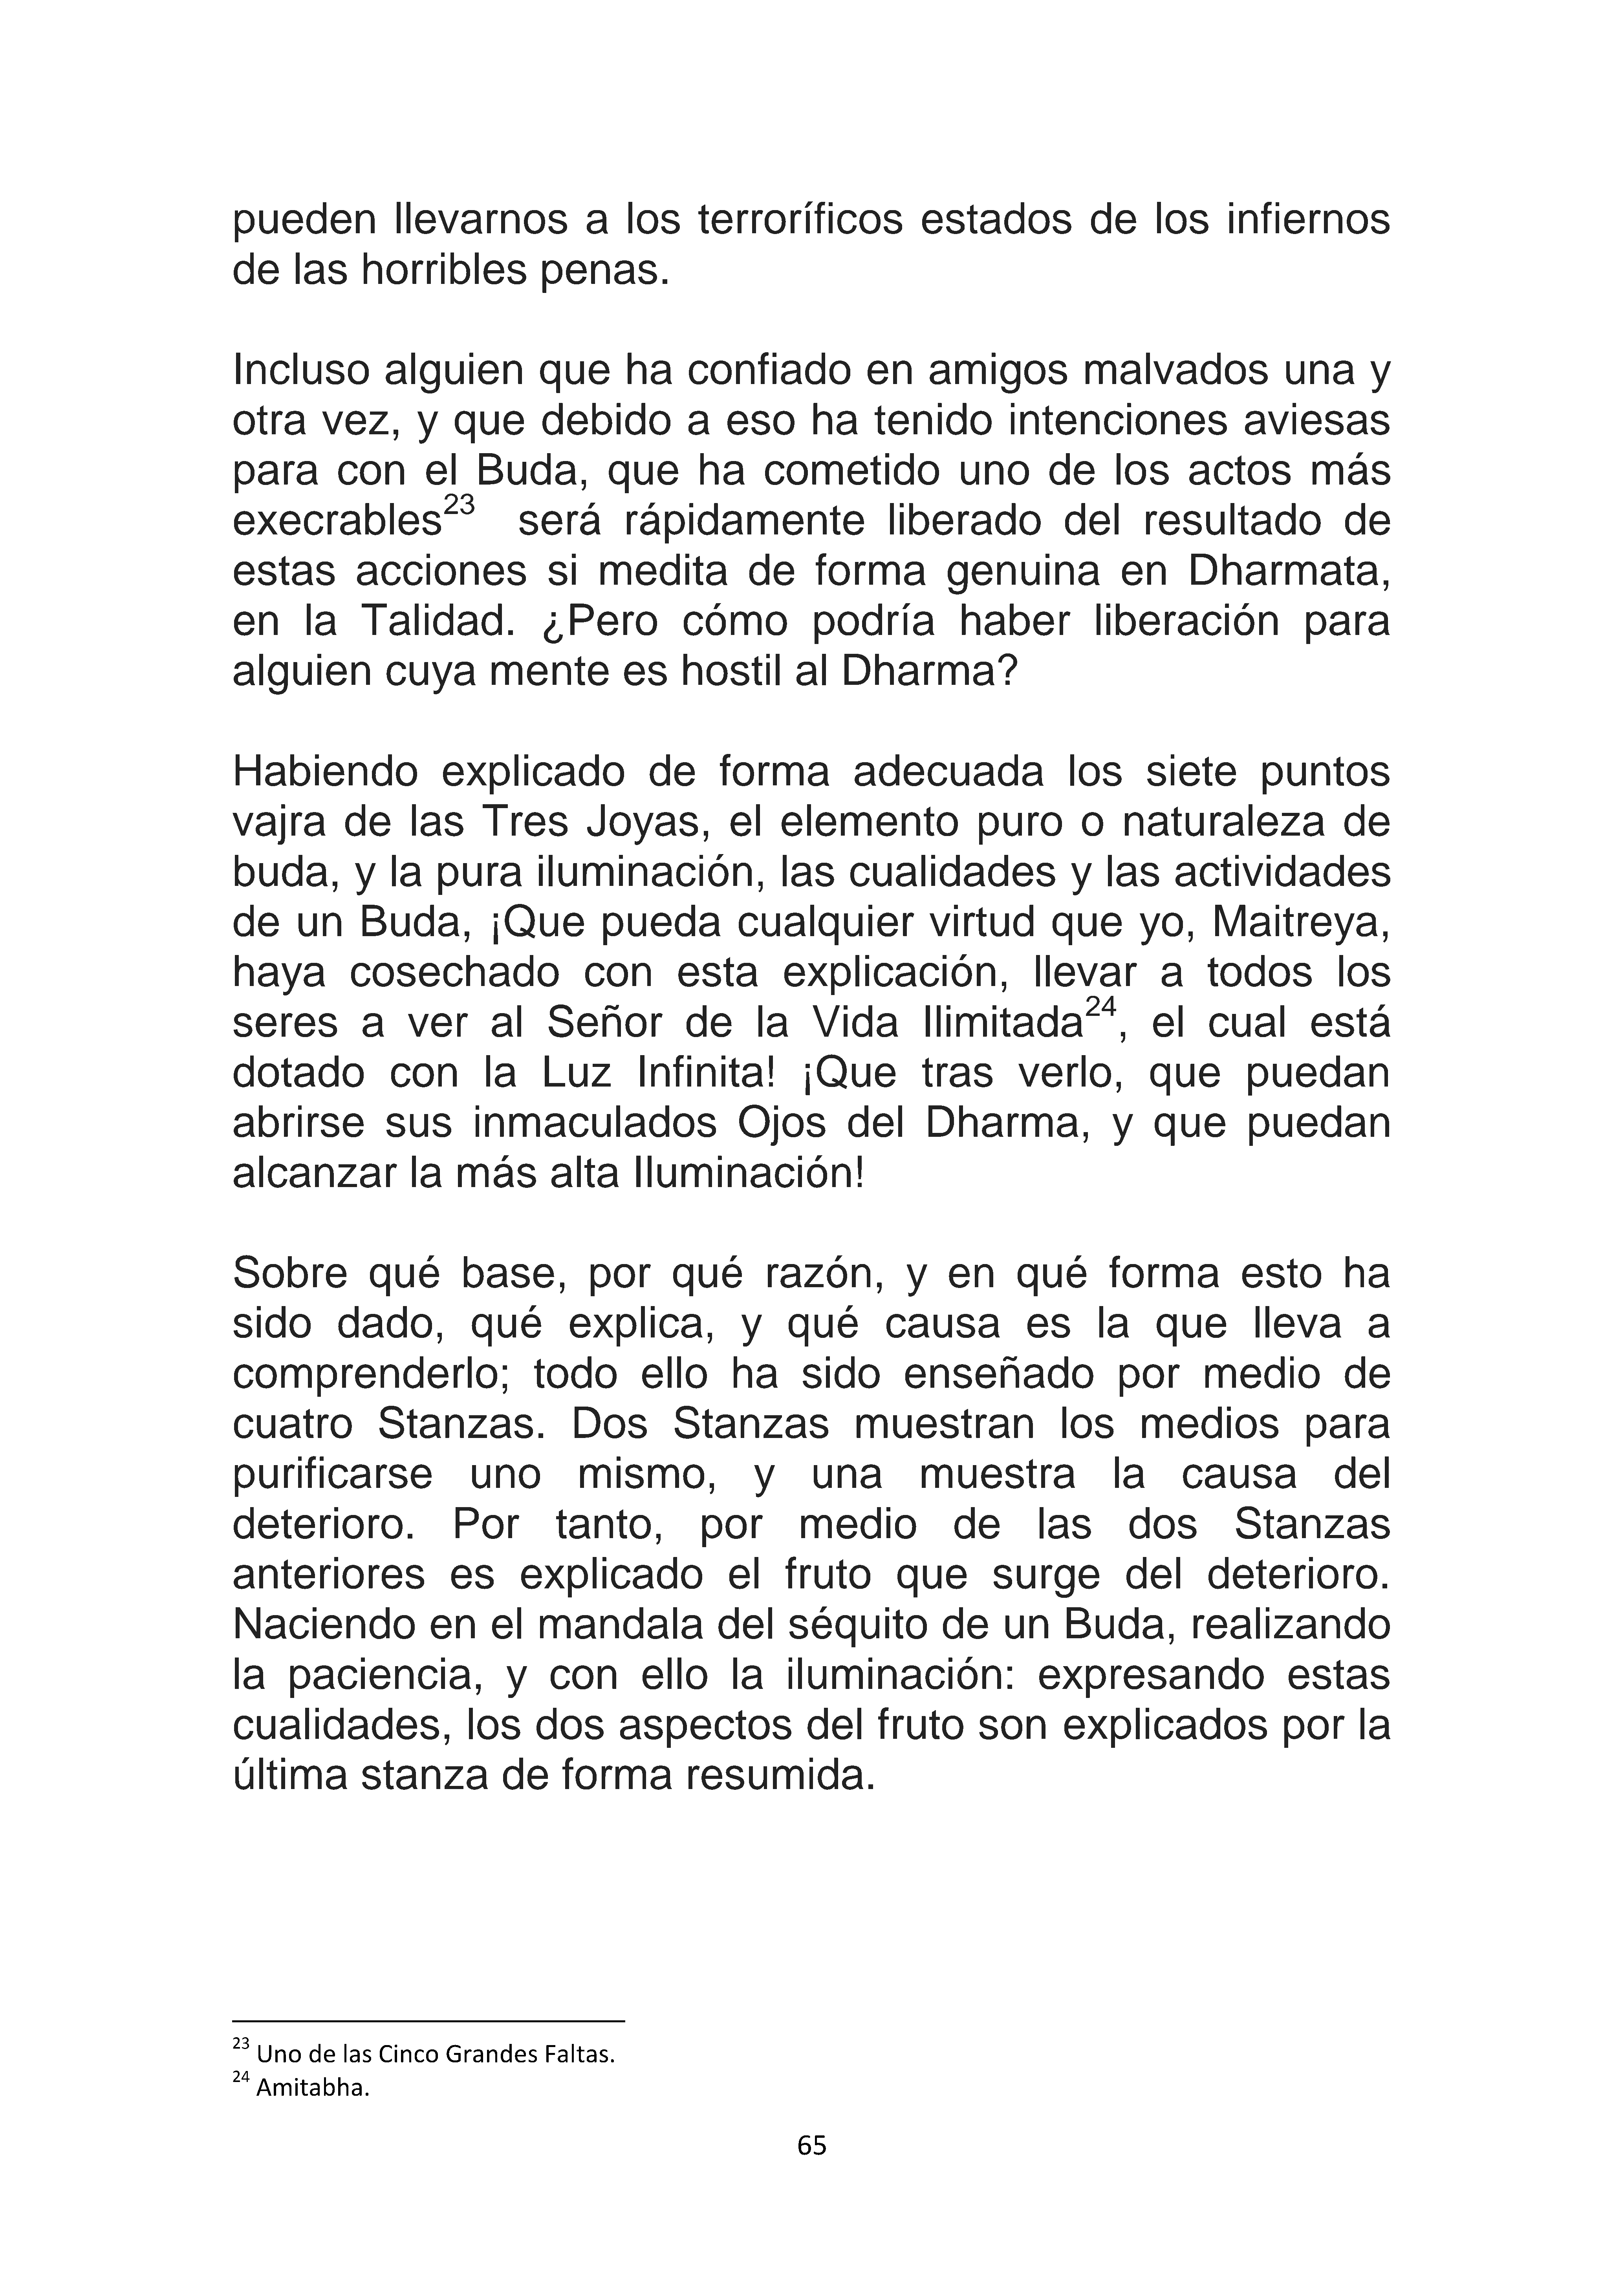 pueden llevarnos a los terroríficos estados de los infiernos
de las horribles penas.
Incluso alguien que ha confiado en amigos malvados una y
otra vez, y que debido a eso ha tenido intenciones aviesas
para con el Buda, que ha cometido uno de los actos más
execrables23 será rápidamente liberado del resultado de
estas acciones si medita de forma genuina en Dharmata,
en la Talidad. ¿Pero cómo podría haber liberación para
alguien cuya mente es hostil al Dharma?
Habiendo explicado de forma adecuada los siete puntos
vajra de las Tres Joyas, el elemento puro o naturaleza de
buda, y la pura iluminación, las cualidades y las actividades
de un Buda, ¡Que pueda cualquier virtud que yo, Maitreya,
haya cosechado con esta explicación, llevar a todos los
seres a ver al Señor de la Vida Ilimitada24, el cual está
dotado con la Luz Infinita! ¡Que tras verlo, que puedan
abrirse sus inmaculados Ojos del Dharma, y que puedan
alcanzar la más alta Iluminación!
Sobre qué base, por qué razón, y en qué forma esto ha
sido dado, qué explica, y qué causa es la que lleva a
comprenderlo; todo ello ha sido enseñado por medio de
cuatro Stanzas. Dos Stanzas muestran los medios para
purificarse uno mismo, y una muestra la causa del
deterioro. Por tanto, por medio de las dos Stanzas
anteriores es explicado el fruto que surge del deterioro.
Naciendo en el mandala del séquito de un Buda, realizando
la paciencia, y con ello la iluminación: expresando estas
cualidades, los dos aspectos del fruto son explicados por la
última stanza de forma resumida.
23 Uno de las Cinco Grandes Faltas.
24 Amitabha.
65